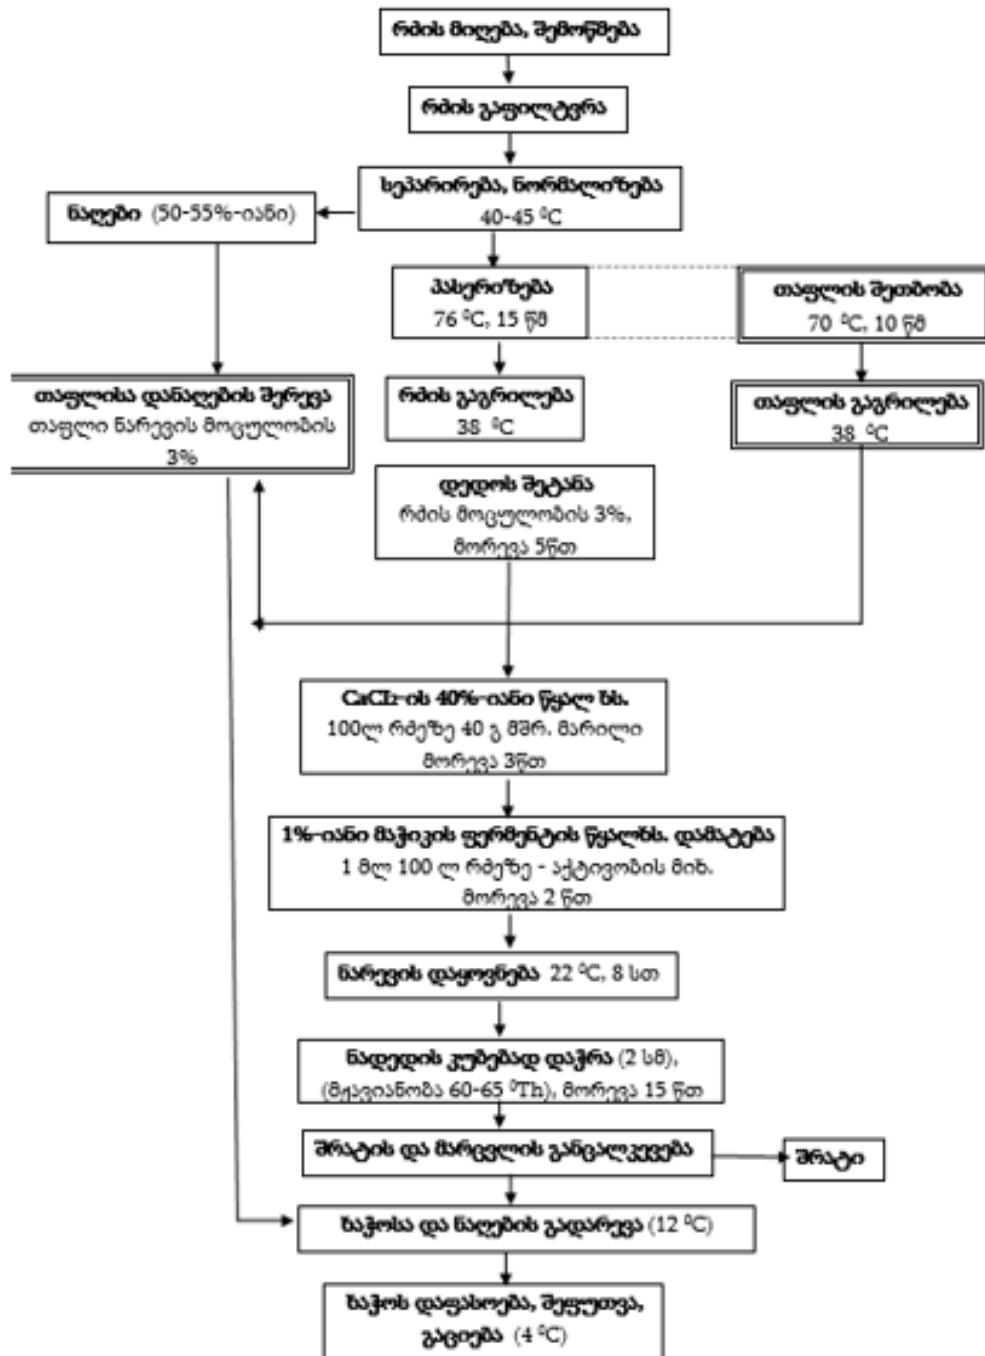 რძის მიღება, შემოწმება
რძის გაფილტვრა
სეპარირება, ნორმალიზება
40-45 ⁰C
ნაღები (50-55%-იანი)
პასერიზება
76 ⁰C, 15 წმ
თაფლის შეთბობა
70 ⁰C, 10 წმ
თაფლისა დანაღების შერევა
თაფლი ნარევის მოცულობის
3%
რძის გაგრილება
38 ⁰C
თაფლის გაგრილება
38 ⁰C
დედოს შეტანა
რძის მოცულობის 3%,
მორევა 5წთ
CaCl₂-ის 40%-იანი წყალ ხს.
100ლ რძეზე 40 გ მშრ. მარილი
მორევა 3წთ
1%-იანი მაჭიკის ფერმენტის წყალხს. დამატება
1 მლ 100 ლ რძეზე - აქტივობის მიხ.
მორევა 2 წთ
ნარევის დაყოვნება 22 ⁰C, 8 სთ
ნადედის კუბებად დაჭრა (2 სმ),
(მჟავიანობა 60-65 ⁰Th), მორევა 15 წთ
შრატის და მარცვლის განცალკევება
შრატი
ხაჭოსა და ნაღების გადარევა (12 ⁰C)
ხაჭოს დაფასოება, შეფუთვა,
გაციება (4 ⁰C)